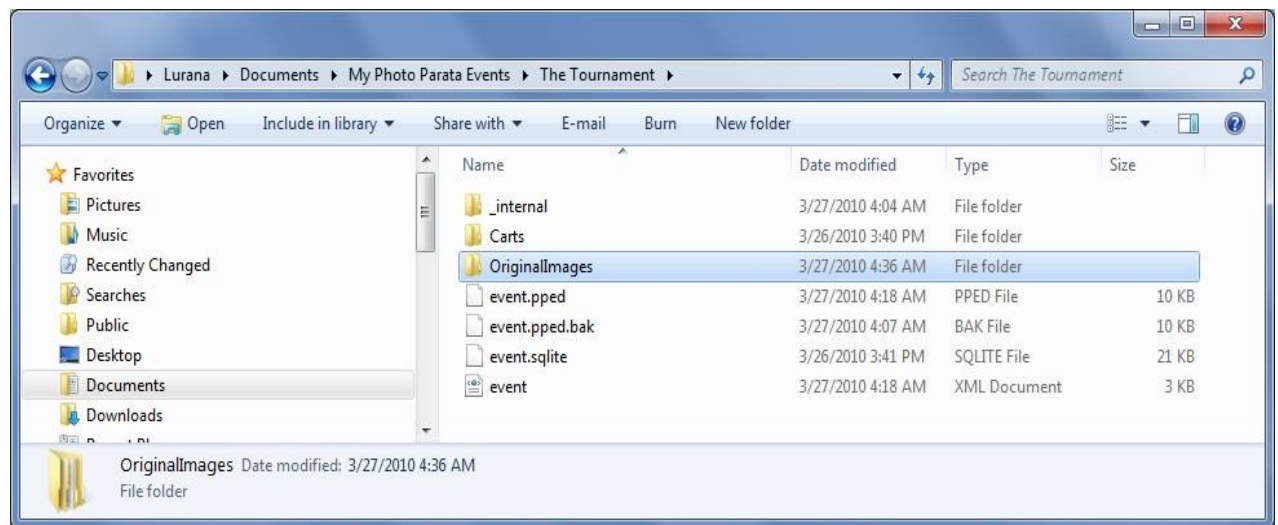 Lurana Documents My Photo Parata Events The Tournament Search The Tournament
Organize Open Include in library Share with E-mail Burn New folder
Favorites
Pictures
Music
Recently Changed
Searches
Public
Desktop
Documents
Downloads
Name Date modified Type Size
_internal 3/27/2010 4:04 AM File folder
Carts 3/26/2010 3:40 PM File folder
OriginalImages 3/27/2010 4:36 AM File folder
event.pped 3/27/2010 4:18 AM PPED File 10 KB
event.pped.bak 3/27/2010 4:07 AM BAK File 10 KB
event.sqlite 3/26/2010 3:41 PM SQLITE File 21 KB
event 3/27/2010 4:18 AM XML Document 3 KB
OriginalImages Date modified: 3/27/2010 4:36 AM
File folder